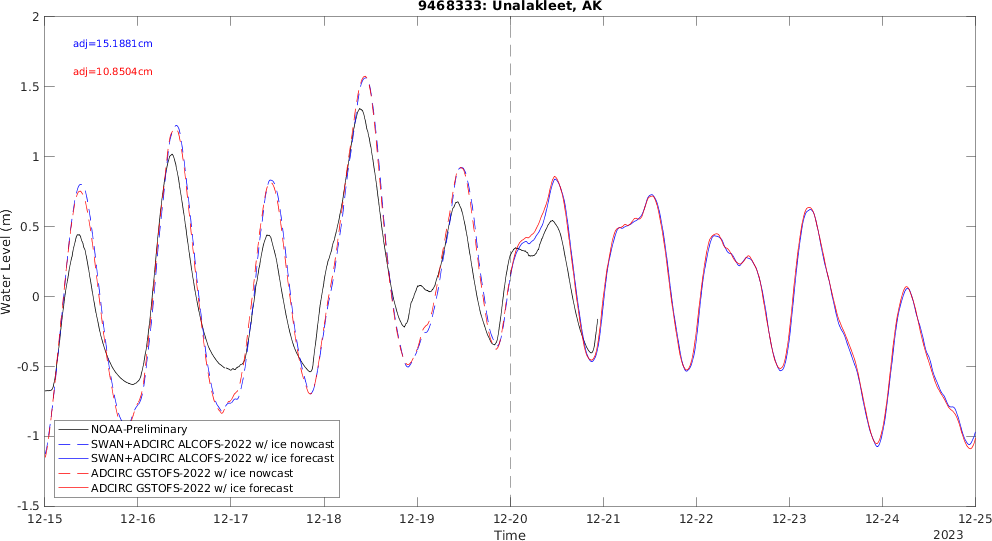 9468333: Unalakleet, AK
adj=15.1881cm
adj=10.8504cm
2
1.5
1
0.5
0
-0.5
-1
-1.5
Water Level (m)
NOAA-Preliminary
SWAN+ADCIRC ALCOFS-2022 w/ ice nowcast
SWAN+ADCIRC ALCOFS-2022 w/ ice forecast
ADCIRC GSTOFS-2022 w/ ice nowcast
ADCIRC GSTOFS-2022 w/ ice forecast
12-15 12-16 12-17 12-18 12-19 12-20 12-21 12-22 12-23 12-24 12-25
Time
2023